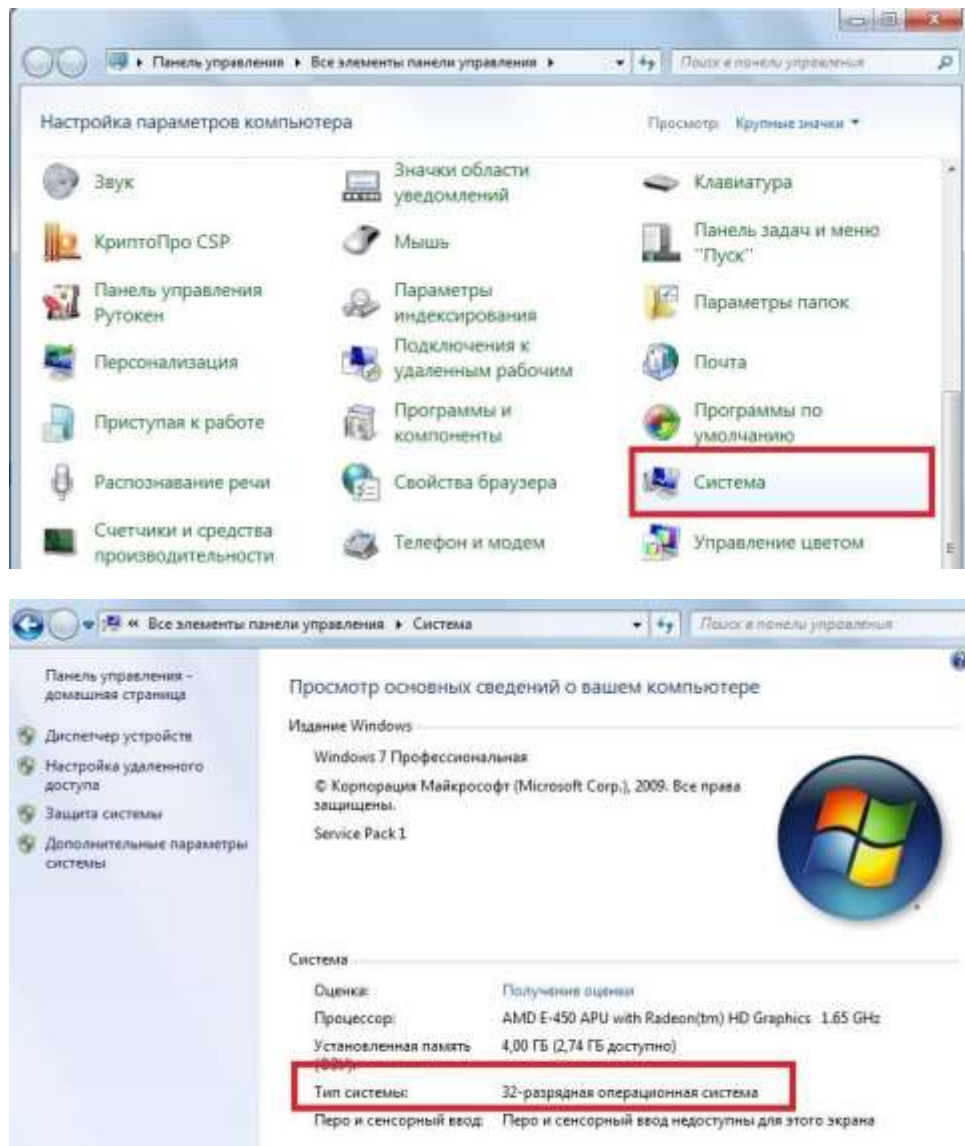 Панель управления ▸ Все элементы панели управления ▸
Поиск в панели управления
Настройка параметров компьютера
Просмотр: Крупные значки
Звук
Значки области
уведомлений
Клавиатура
КриптоПро CSP
Мышь
Панель задач и меню
"Пуск"
Панель управления
Рутокен
Параметры
индексирования
Параметры папок
Персонализация
Подключения к
удаленным рабочим
Почта
Приступая к работе
Программы и
компоненты
Программы по
умолчанию
Распознавание речи
Свойства браузера
Система
Счетчики и средства
производительности
Телефон и модем
Управление цветом
« Все элементы панели управления ▸ Система
Поиск в панели управления
Панель управления -
домашняя страница
Диспетчер устройств
Настройка удаленного
доступа
Защита системы
Дополнительные параметры
системы
Просмотр основных сведений о вашем компьютере
Издание Windows
Windows 7 Профессиональная
© Корпорация Майкрософт (Microsoft Corp.), 2009. Все права
защищены.
Service Pack 1
Система
Оценка: Получение оценки
Процессор: AMD E-450 APU with Radeon(tm) HD Graphics 1.65 GHz
Установленная память 4,00 ГБ (2,74 ГБ доступно)
(ОЗУ):
Тип системы: 32-разрядная операционная система
Перо и сенсорный ввод: Перо и сенсорный ввод недоступны для этого экрана